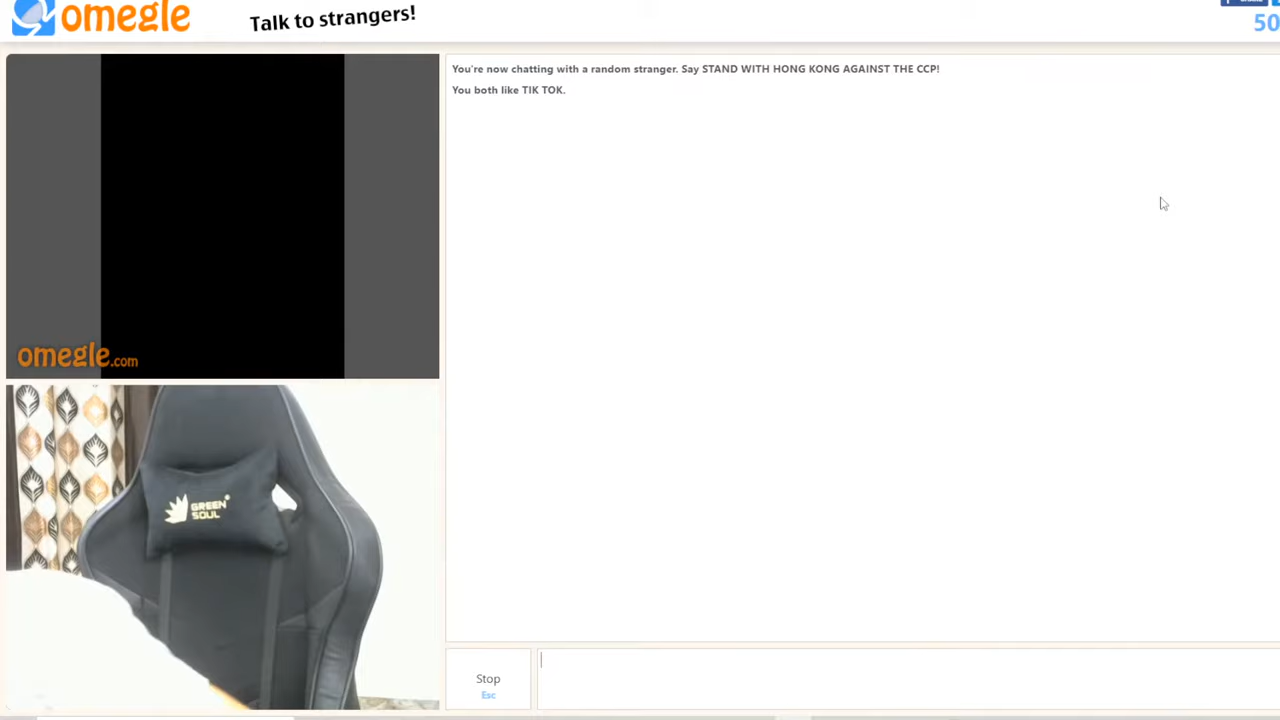 omegle
Talk to strangers!
50
You're now chatting with a random stranger. Say STAND WITH HONG KONG AGAINST THE CCP!
You both like TIK TOK.
omegle.com
GREEN
SOUL
Stop
Esc